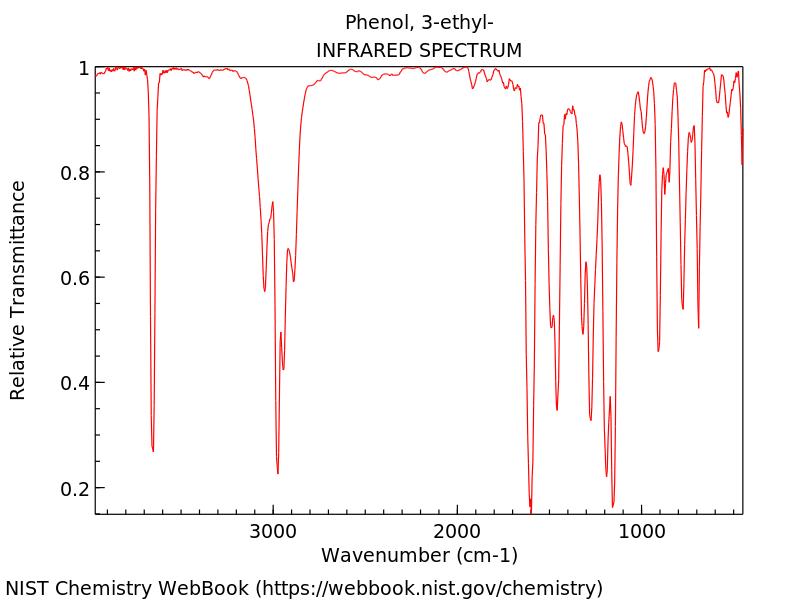 Phenol, 3-ethyl-
INFRARED SPECTRUM
1
0.8
0.6
0.4
0.2
Relative Transmittance
3000 2000 1000
Wavenumber (cm-1)
NIST Chemistry WebBook (https://webbook.nist.gov/chemistry)